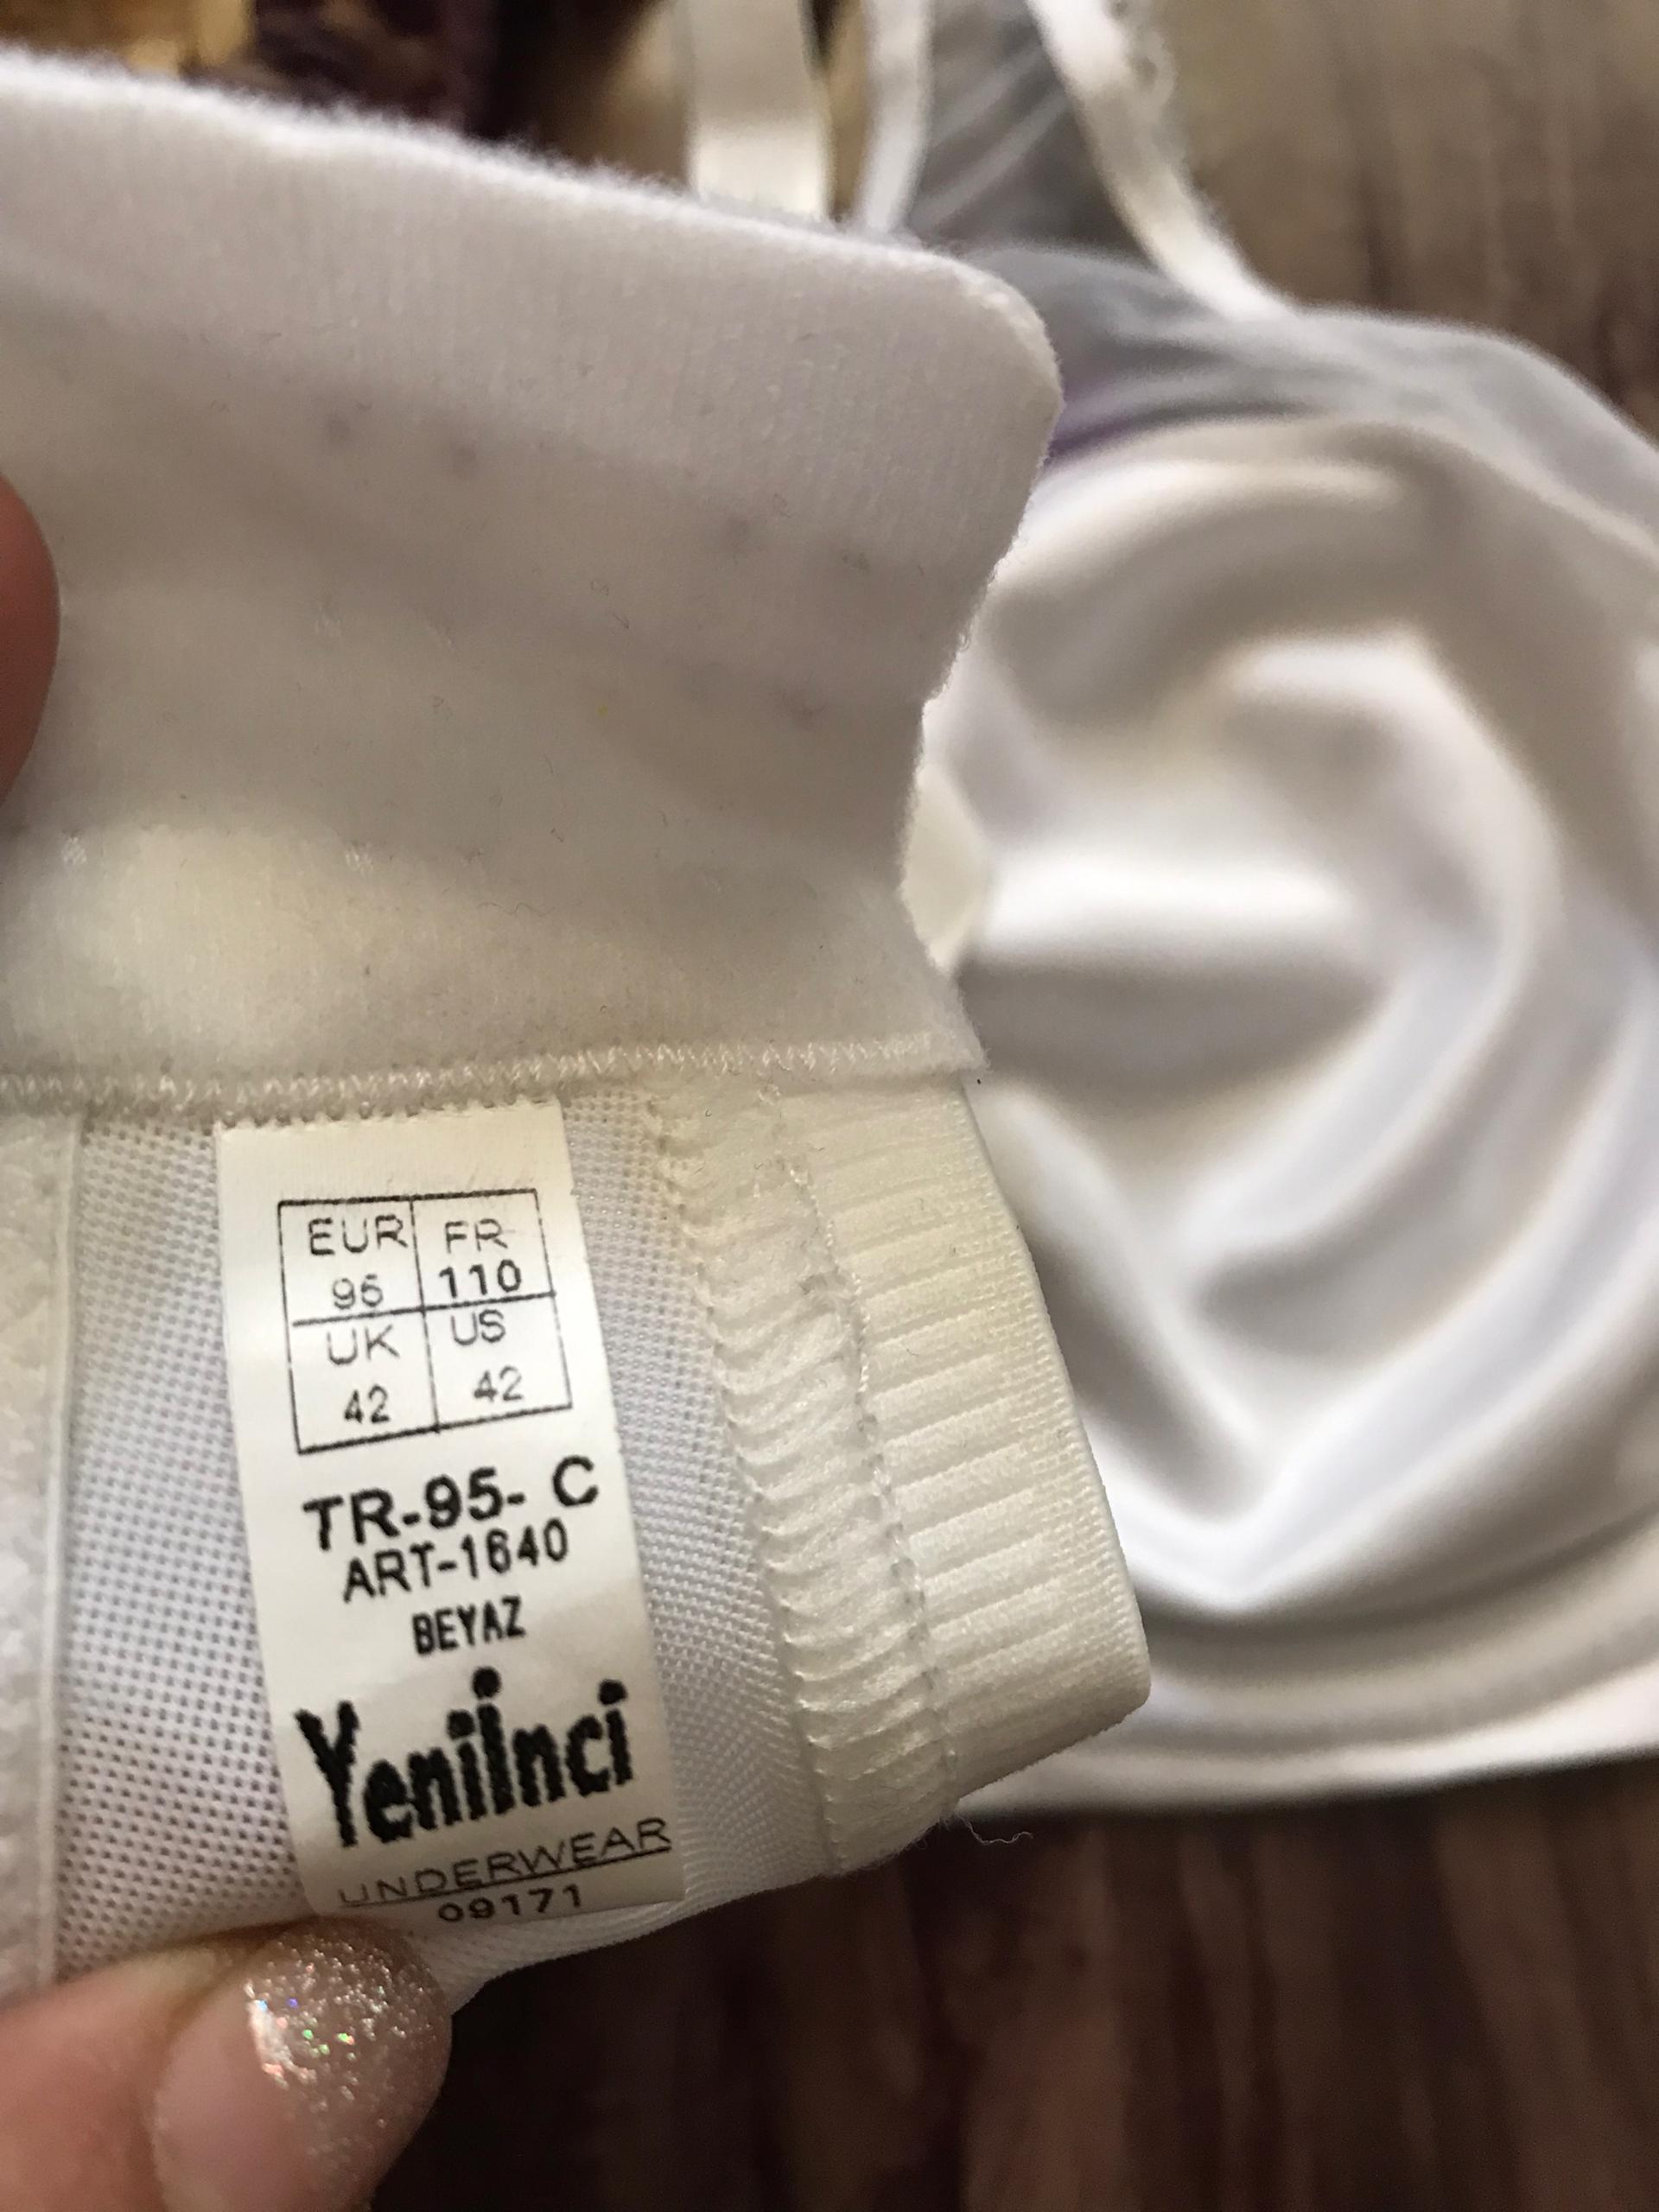 EUR FR
95 110
UK US
42 42
TR-95- C
ART-1640
BEYAZ
Yeniİnci
UNDERWEAR
09171